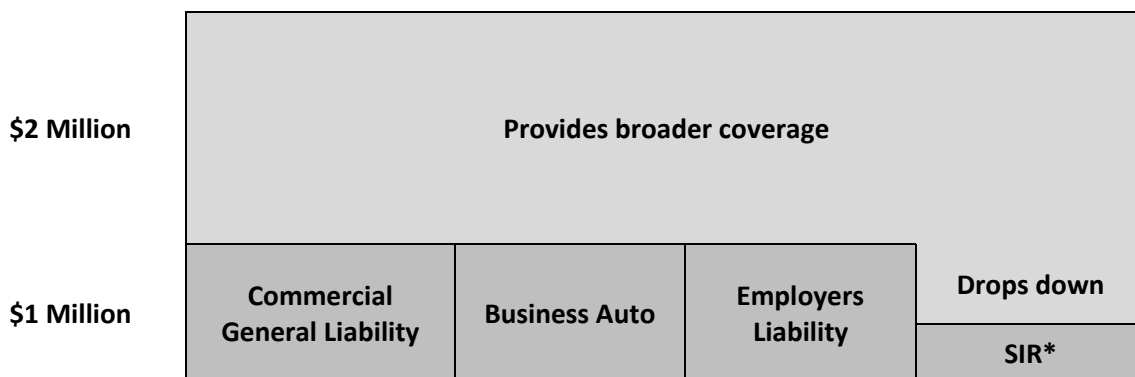 $2 Million
Provides broader coverage
$1 Million
Commercial
General Liability
Business Auto
Employers
Liability
Drops down
SIR*